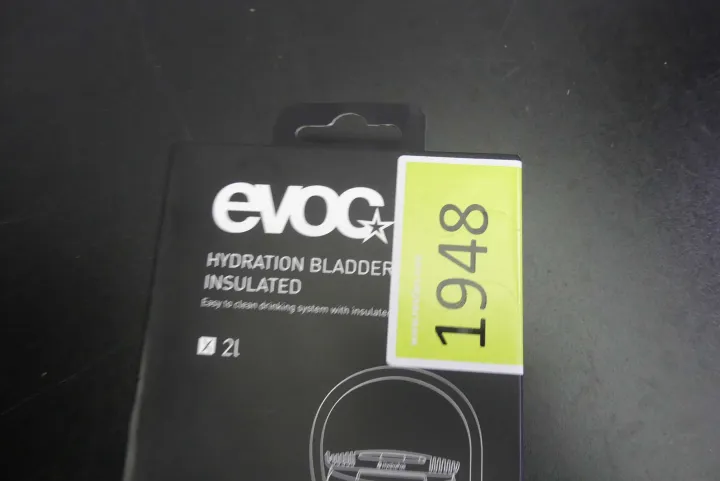 evoc
HYDRATION BLADDER
INSULATED
Easy to clean drinking system with insulated
2l
1948